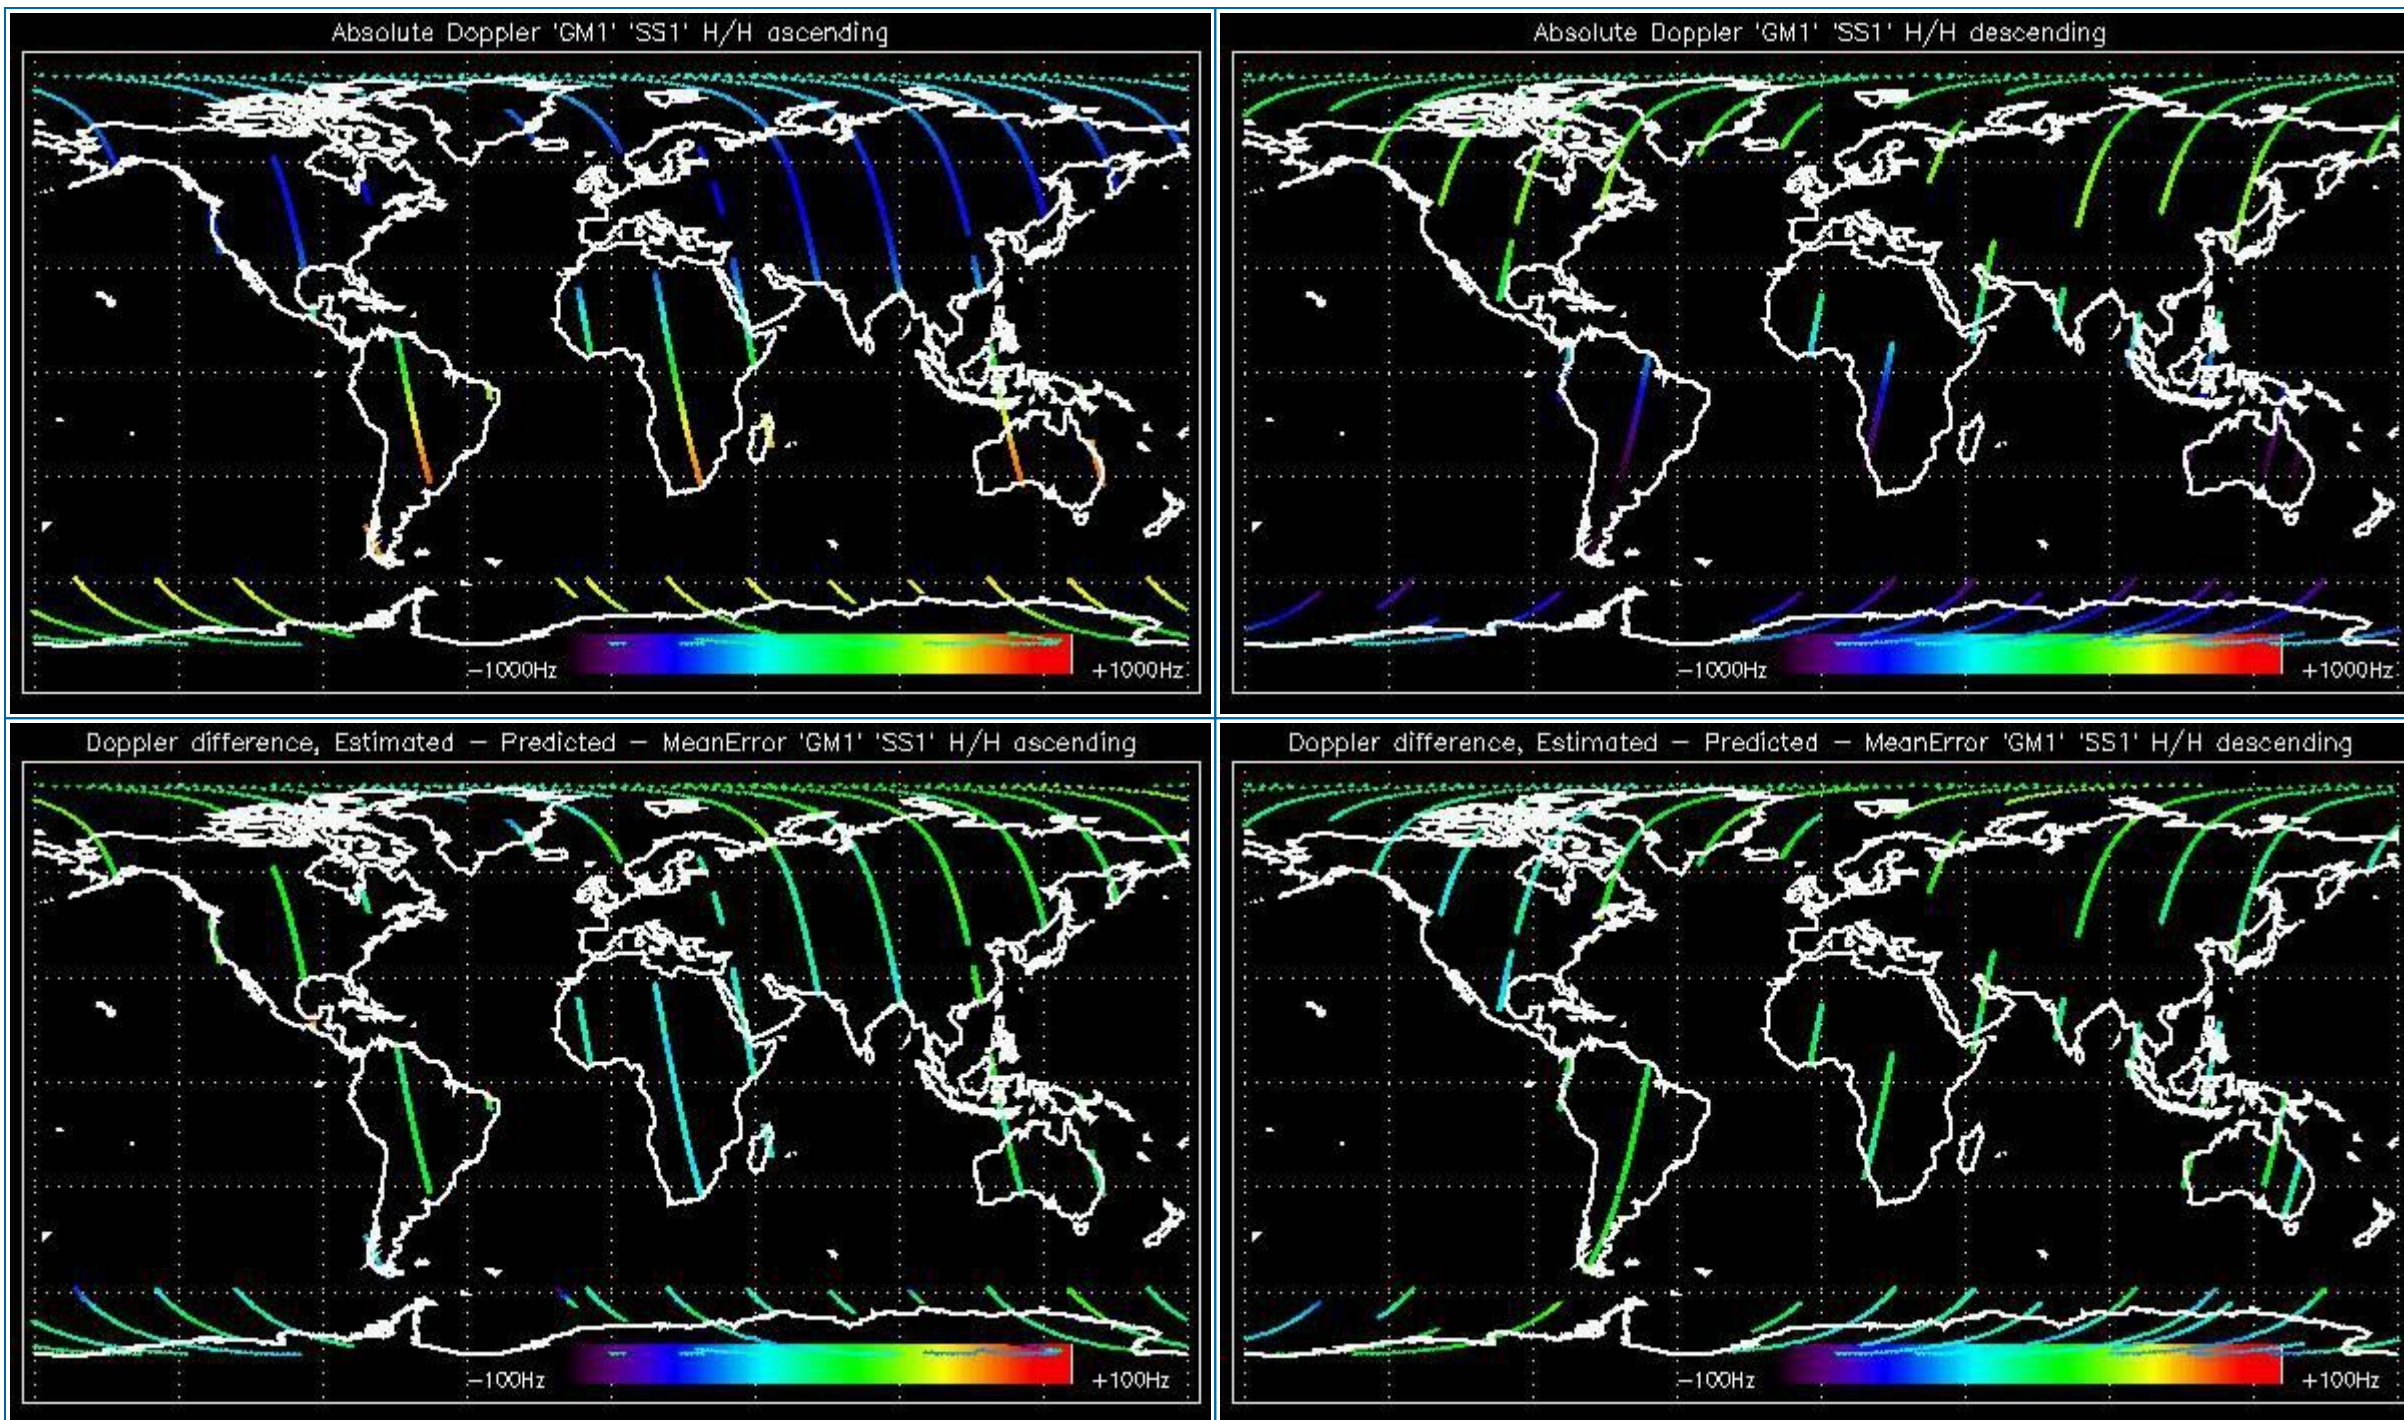 Absolute Doppler 'GM1' 'SS1' H/H ascending
-1000Hz
+1000Hz
Absolute Doppler 'GM1' 'SS1' H/H descending
-1000Hz
+1000Hz
Doppler difference, Estimated - Predicted - MeanError 'GM1' 'SS1' H/H ascending
-100Hz
+100Hz
Doppler difference, Estimated - Predicted - MeanError 'GM1' 'SS1' H/H descending
-100Hz
+100Hz